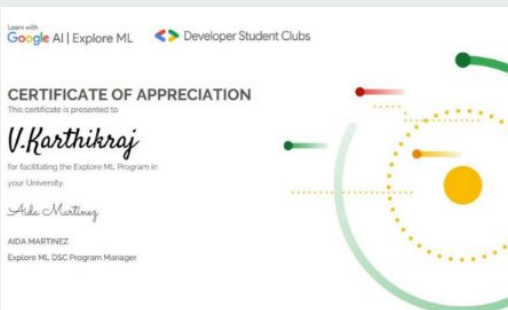 Learn with
Google AI | Explore ML
Developer Student Clubs
CERTIFICATE OF APPRECIATION
This certificate is presented to
V.Karthikraj
for facilitating the Explore ML Program in
your University.
Aida Martinez
AIDA MARTINEZ
Explore ML DSC Program Manager